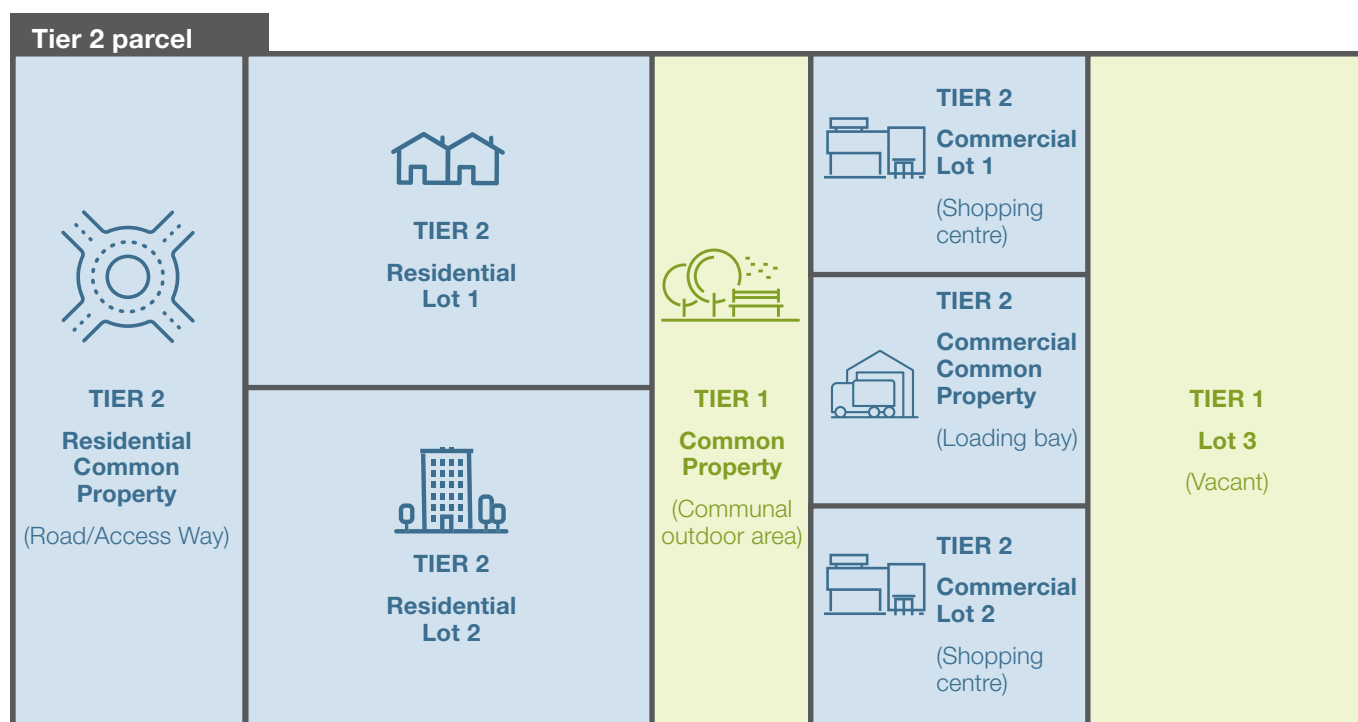 Tier 2 parcel
TIER 2
Residential
Common
Property
(Road/Access Way)
TIER 2
Residential
Lot 1
TIER 2
Residential
Lot 2
TIER 1
Common
Property
(Communal
outdoor area)
TIER 2
Commercial
Lot 1
(Shopping
centre)
TIER 2
Commercial
Common
Property
(Loading bay)
TIER 2
Commercial
Lot 2
(Shopping
centre)
TIER 1
Lot 3
(Vacant)